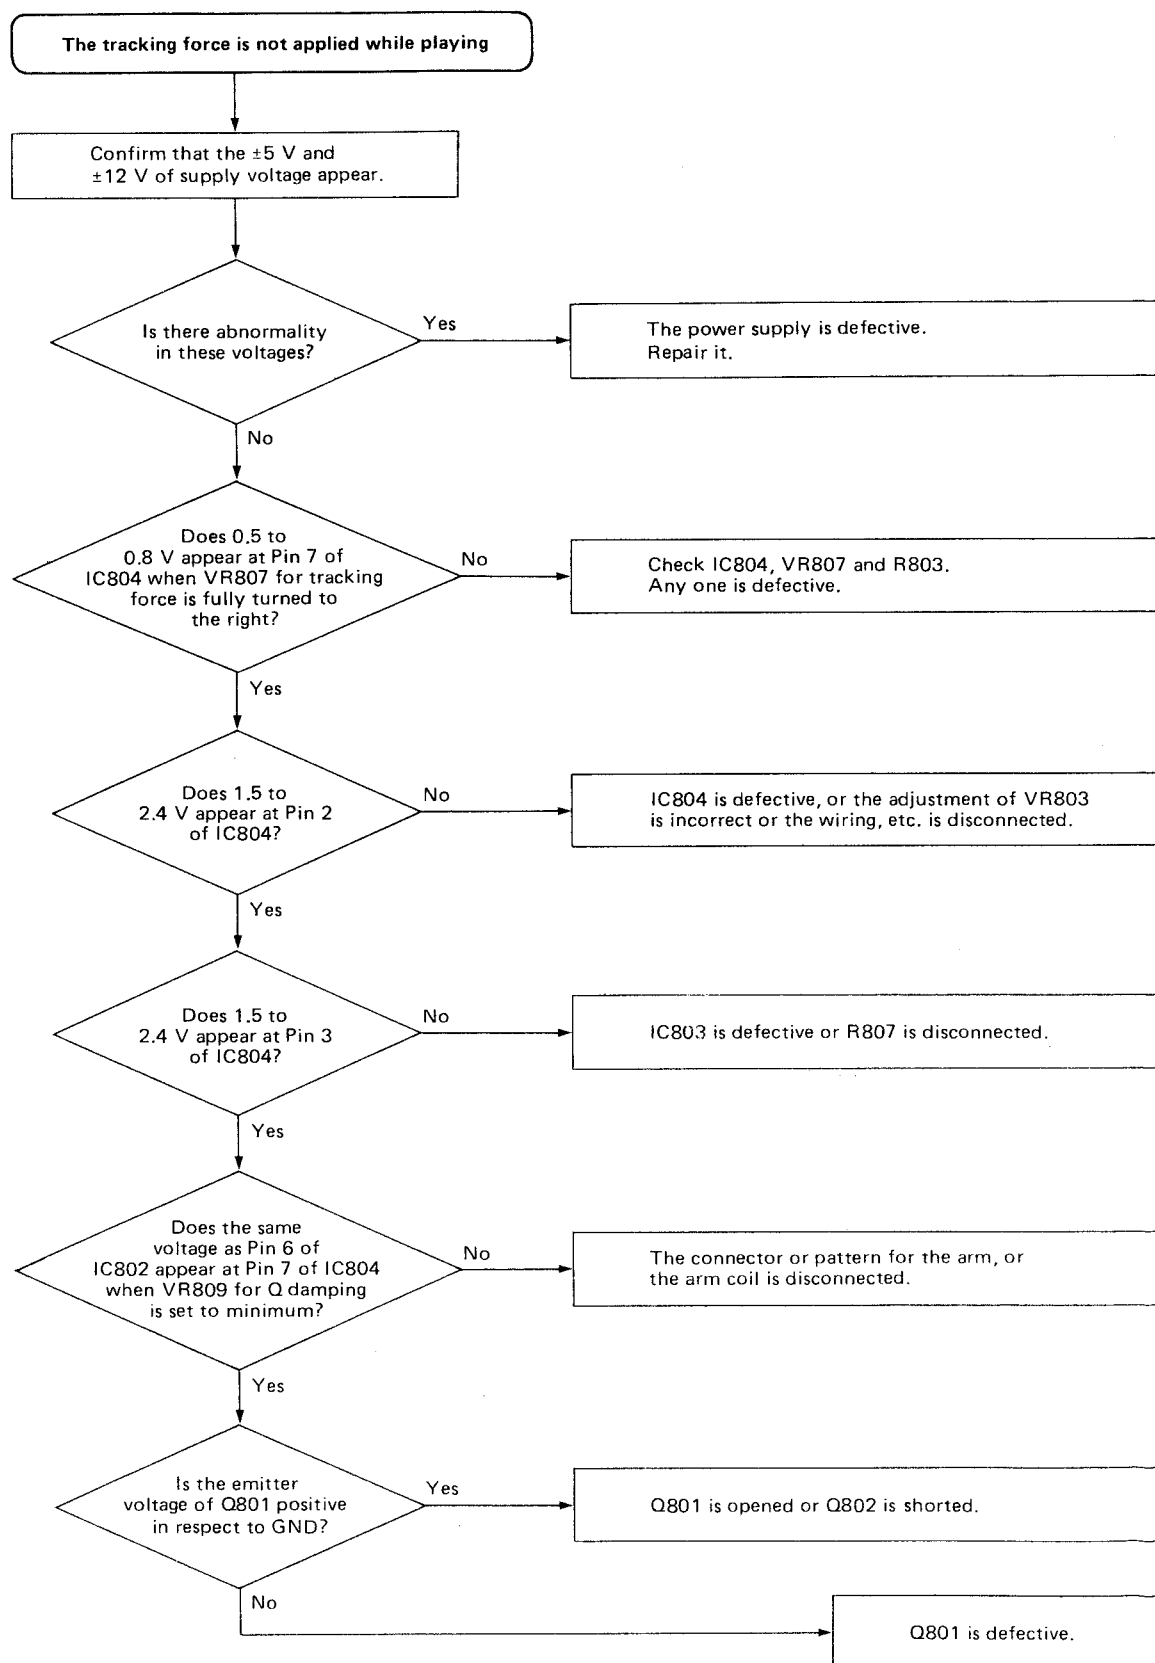 The tracking force is not applied while playing
Confirm that the ±5 V and
±12 V of supply voltage appear.
Is there abnormality
in these voltages?
Yes
The power supply is defective.
Repair it.
No
Does 0.5 to
0.8 V appear at Pin 7 of
IC804 when VR807 for tracking
force is fully turned to
the right?
No
Check IC804, VR807 and R803.
Any one is defective.
Yes
Does 1.5 to
2.4 V appear at Pin 2
of IC804?
No
IC804 is defective, or the adjustment of VR803
is incorrect or the wiring, etc. is disconnected.
Yes
Does 1.5 to
2.4 V appear at Pin 3
of IC804?
No
IC803 is defective or R807 is disconnected.
Yes
Does the same
voltage as Pin 6 of
IC802 appear at Pin 7 of IC804
when VR809 for Q damping
is set to minimum?
No
The connector or pattern for the arm, or
the arm coil is disconnected.
Yes
Is the emitter
voltage of Q801 positive
in respect to GND?
Yes
Q801 is opened or Q802 is shorted.
No
Q801 is defective.